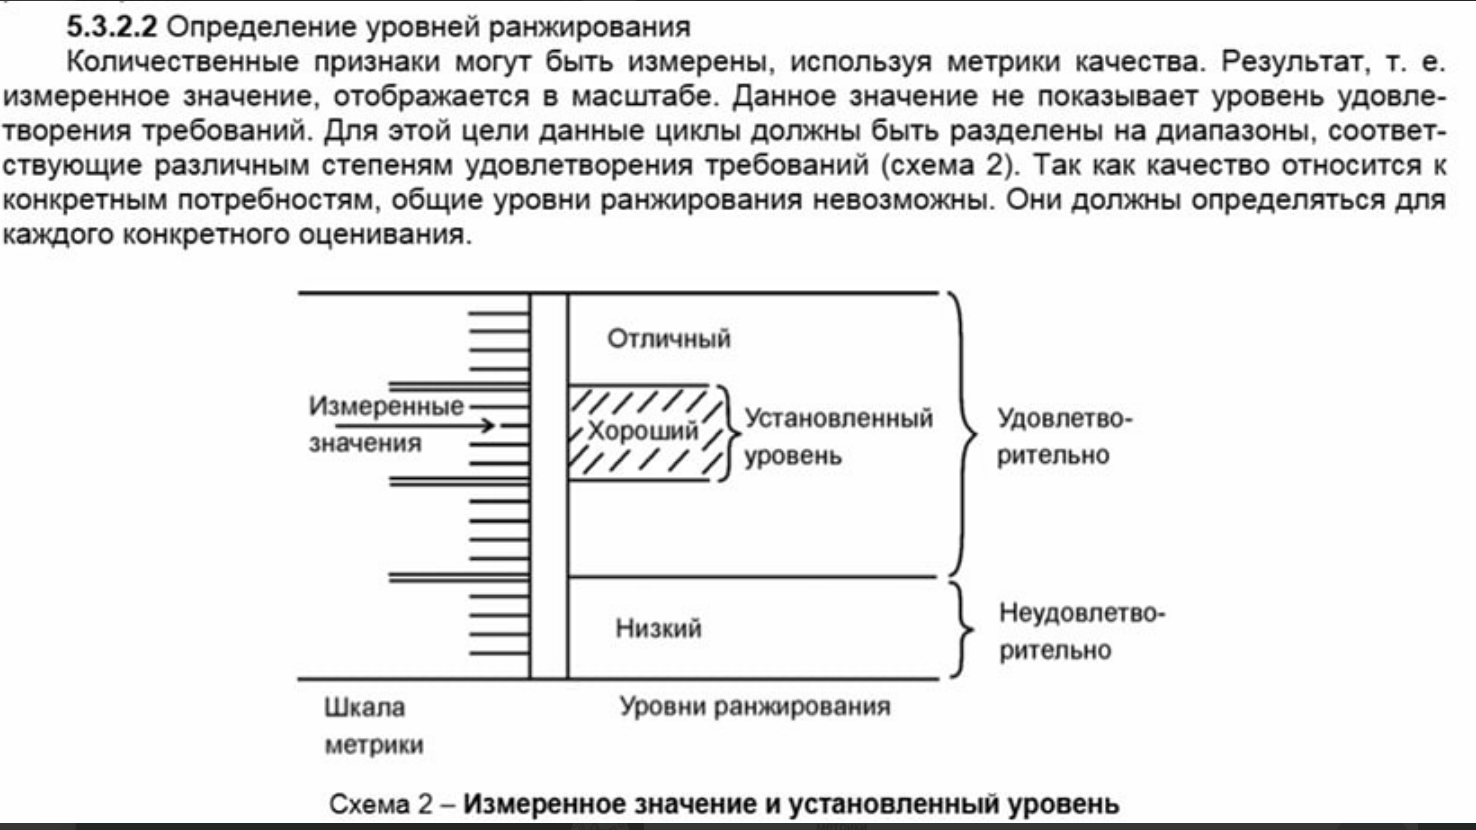 5.3.2.2 Определение уровней ранжирования
Количественные признаки могут быть измерены, используя метрики качества. Результат, т. е.
измеренное значение, отображается в масштабе. Данное значение не показывает уровень удовле-
творения требований. Для этой цели данные циклы должны быть разделены на диапазоны, соответ-
ствующие различным степеням удовлетворения требований (схема 2). Так как качество относится к
конкретным потребностям, общие уровни ранжирования невозможны. Они должны определяться для
каждого конкретного оценивания.
Отличный
Измеренные
значения
Хороший
Установленный
уровень
Удовлетво-
рительно
Низкий
Неудовлетво-
рительно
Шкала
метрики
Уровни ранжирования
Схема 2 – Измеренное значение и установленный уровень